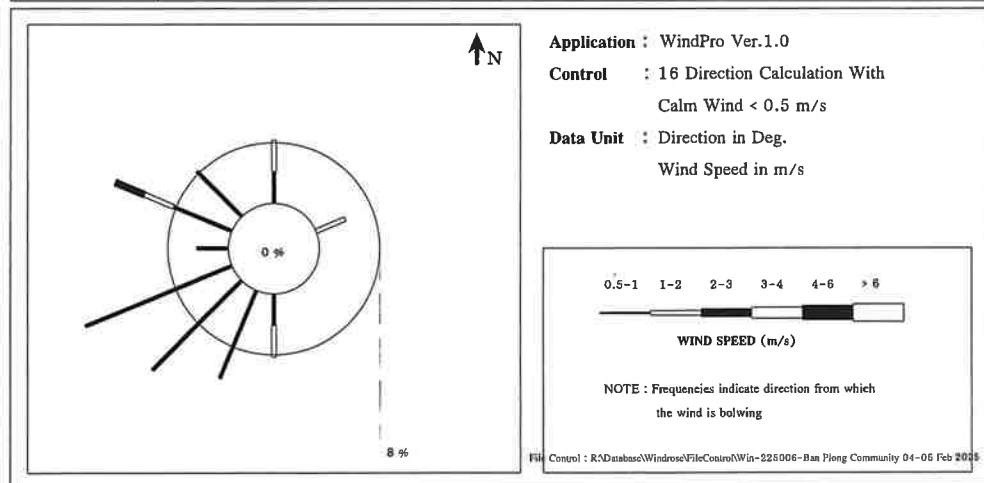 N
0 %
8 %
Application : WindPro Ver.1.0
Control : 16 Direction Calculation With
Calm Wind < 0.5 m/s
Data Unit : Direction in Deg.
Wind Speed in m/s
0.5-1 1-2 2-3 3-4 4-6 > 6
WIND SPEED (m/s)
NOTE : Frequencies indicate direction from which
the wind is bolwing
File Control : R:\Database\Windrose\FileControl\Win-225006-Ban Plong Community 04-05 Feb 2025